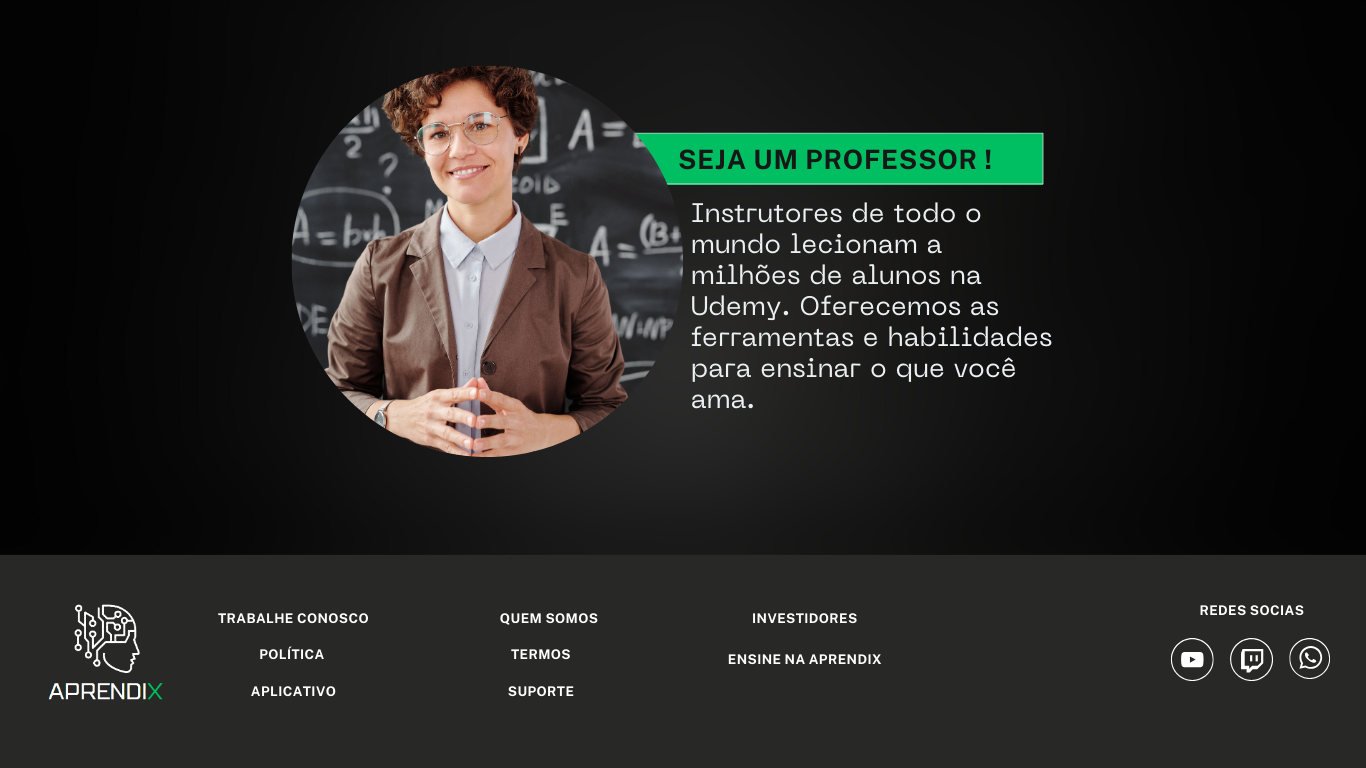 SEJA UM PROFESSOR !
Instrutores de todo o
mundo lecionam a
milhões de alunos na
Udemy. Oferecemos as
ferramentas e habilidades
para ensinar o que você
ama.
TRABALHE CONOSCO
POLÍTICA
APLICATIVO
QUEM SOMOS
TERMOS
SUPORTE
INVESTIDORES
ENSINE NA APRENDIX
REDES SOCIAS
APRENDIX